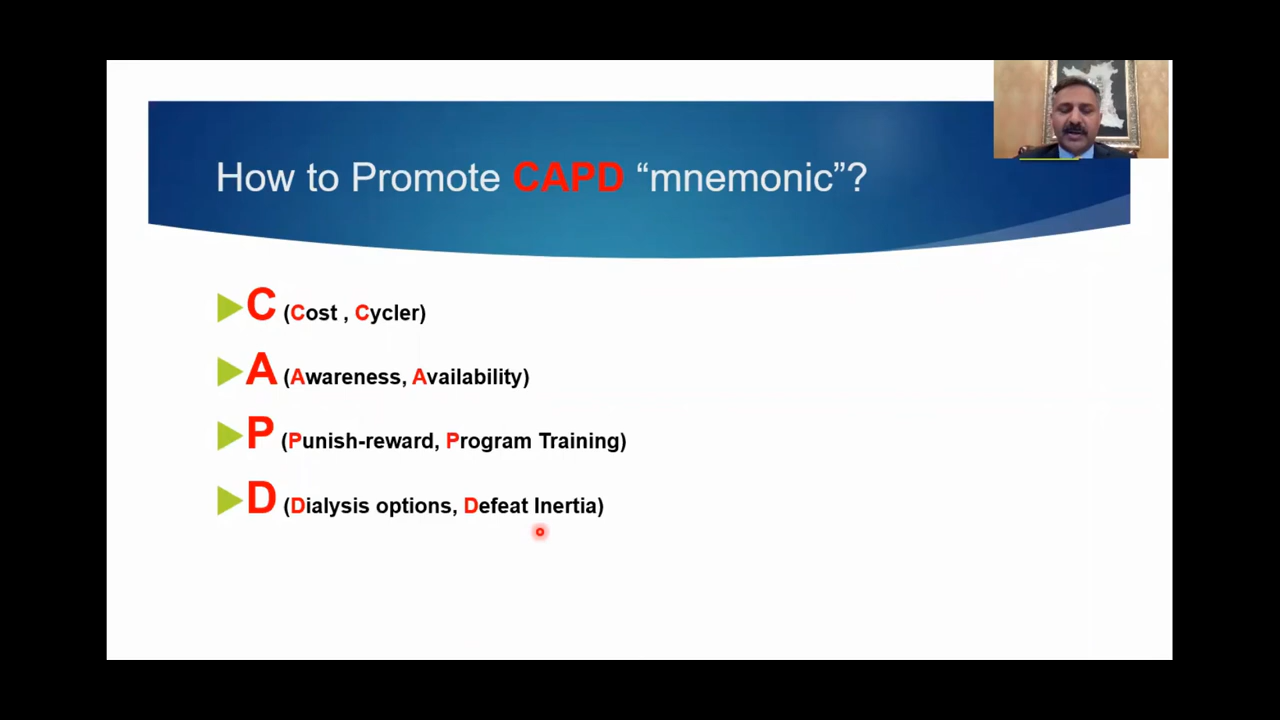 How to Promote CAPD “mnemonic”?
C (Cost , Cycler)
A (Awareness, Availability)
P (Punish-reward, Program Training)
D (Dialysis options, Defeat Inertia)